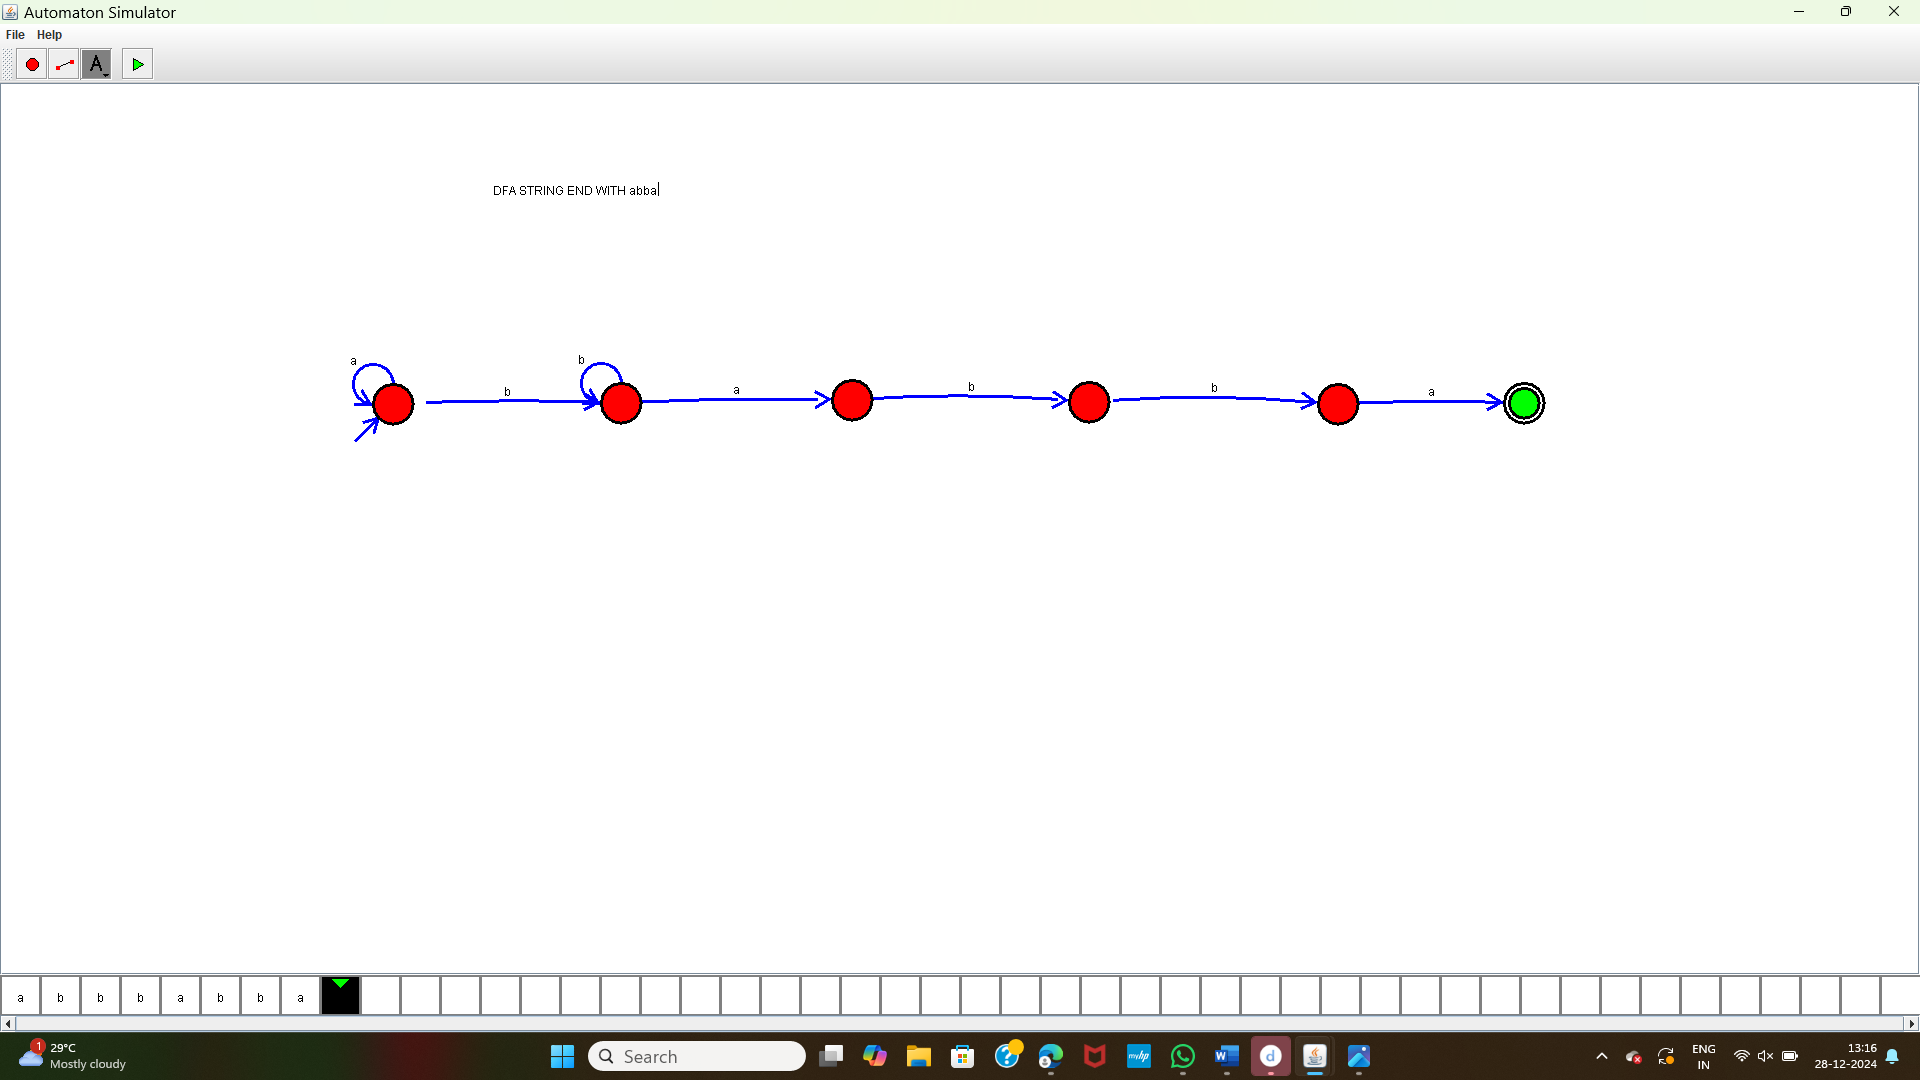 Automaton Simulator
File Help
A
DFA STRING END WITH abba
a b b a b b a
a b b b a b b a
1 29°C
Mostly cloudy
Search
myhp
W
d
ENG
IN
13:16
28-12-2024